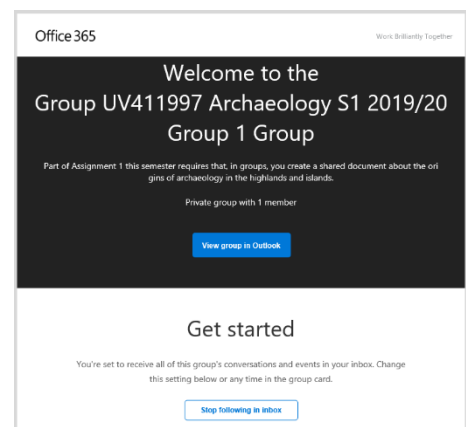 Office 365
Work Brilliantly Together
Welcome to the
Group UV411997 Archaeology S1 2019/20
Group 1 Group
Part of Assignment 1 this semester requires that, in groups, you create a shared document about the ori
gins of archaeology in the highlands and islands.
Private group with 1 member
View group in Outlook
Get started
You're set to receive all of this group's conversations and events in your inbox. Change
this setting below or any time in the group card.
Stop following in inbox